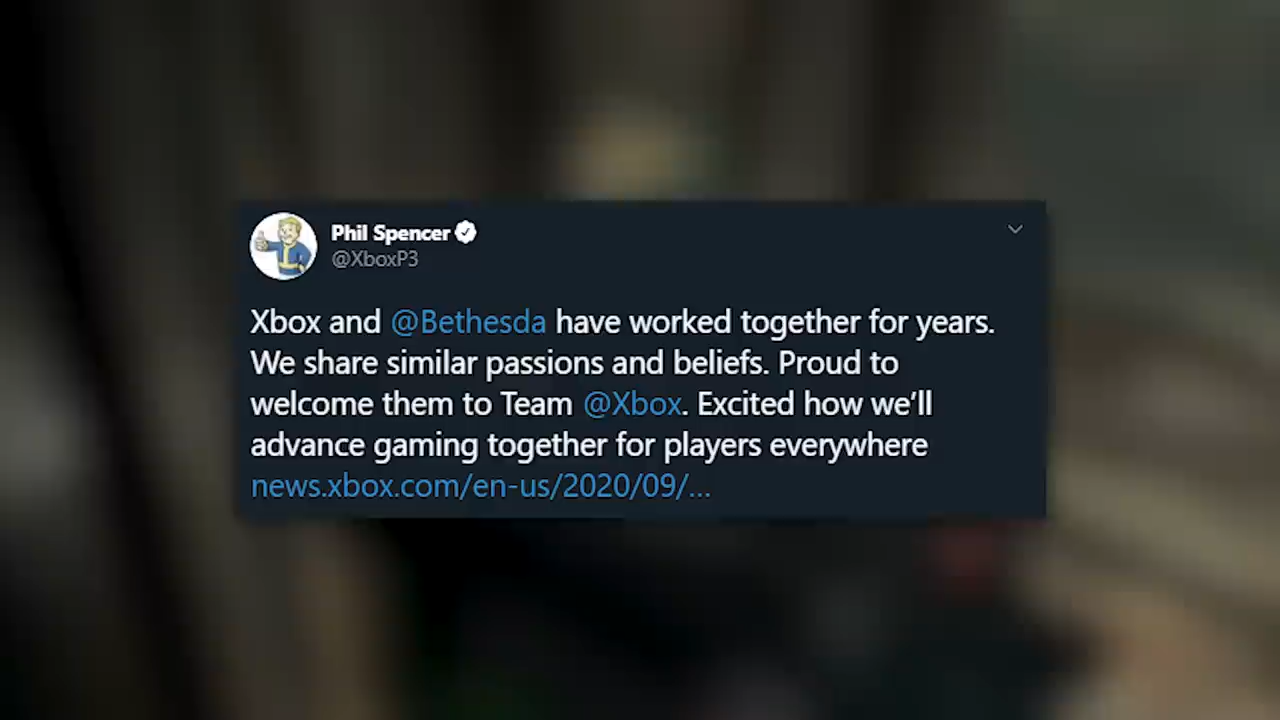 Phil Spencer
@XboxP3
Xbox and @Bethesda have worked together for years.
We share similar passions and beliefs. Proud to
welcome them to Team @Xbox. Excited how we’ll
advance gaming together for players everywhere
news.xbox.com/en-us/2020/09/…